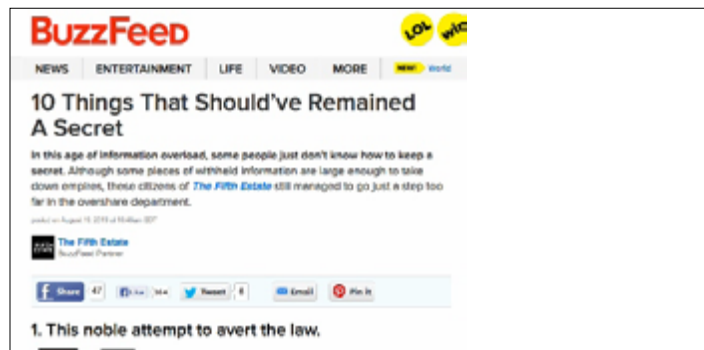 BuzzFeed LOL
NEWS ENTERTAINMENT LIFE VIDEO MORE NEW! World
10 Things That Should've Remained
A Secret
In this age of information overload, some people just don't know how to keep a
secret. Although some pieces of withheld information are large enough to take
down empires, these citizens of The Fifth Estate still managed to go just a step too
far in the overshare department.
The Fifth Estate
BuzzFeed Partner
Share 47 Tweet 8 Email Pin it
1. This noble attempt to avert the law.